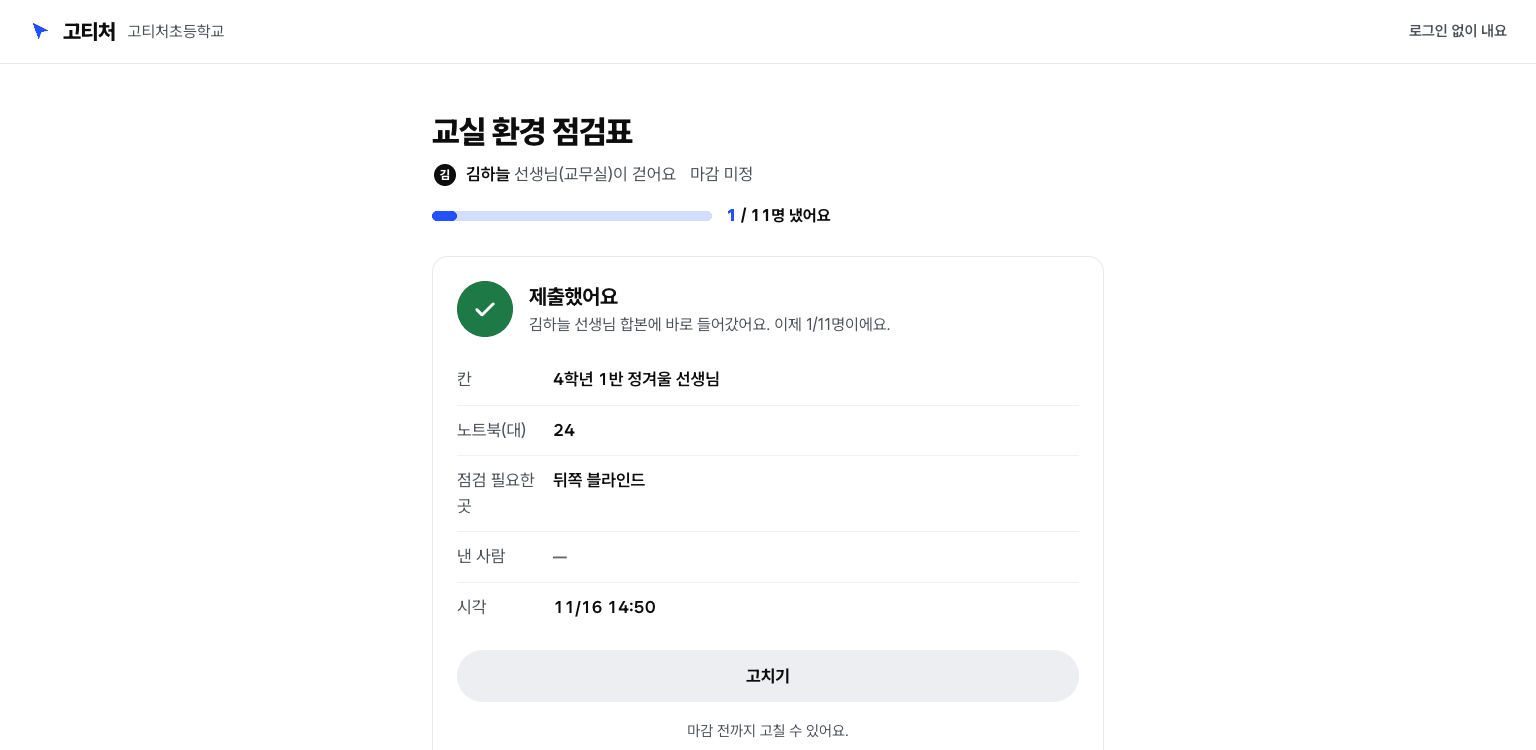 고티처 고티처초등학교 로그인 없이 내요
교실 환경 점검표
김 김하늘 선생님(교무실)이 걷어요 마감 미정
1 / 11명 냈어요
제출했어요
김하늘 선생님 합본에 바로 들어갔어요. 이제 1/11명이에요.
칸 4학년 1반 정겨울 선생님
노트북(대) 24
점검 필요한 뒤쪽 블라인드
곳
낸 사람 —
시각 11/16 14:50
고치기
마감 전까지 고칠 수 있어요.